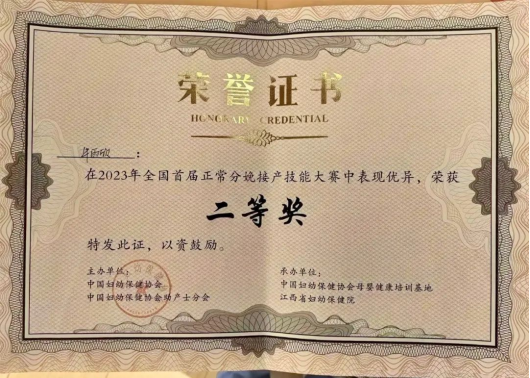 荣誉证书
HONORARY CREDENTIAL
：
在2023年全国首届正常分娩接产技能大赛中表现优异，荣获
二等奖
特发此证，以资鼓励。
主办单位：
中国妇幼保健协会
中国妇幼保健协会助产士分会
承办单位：
中国妇幼保健协会母婴健康培训基地
江西省妇幼保健院